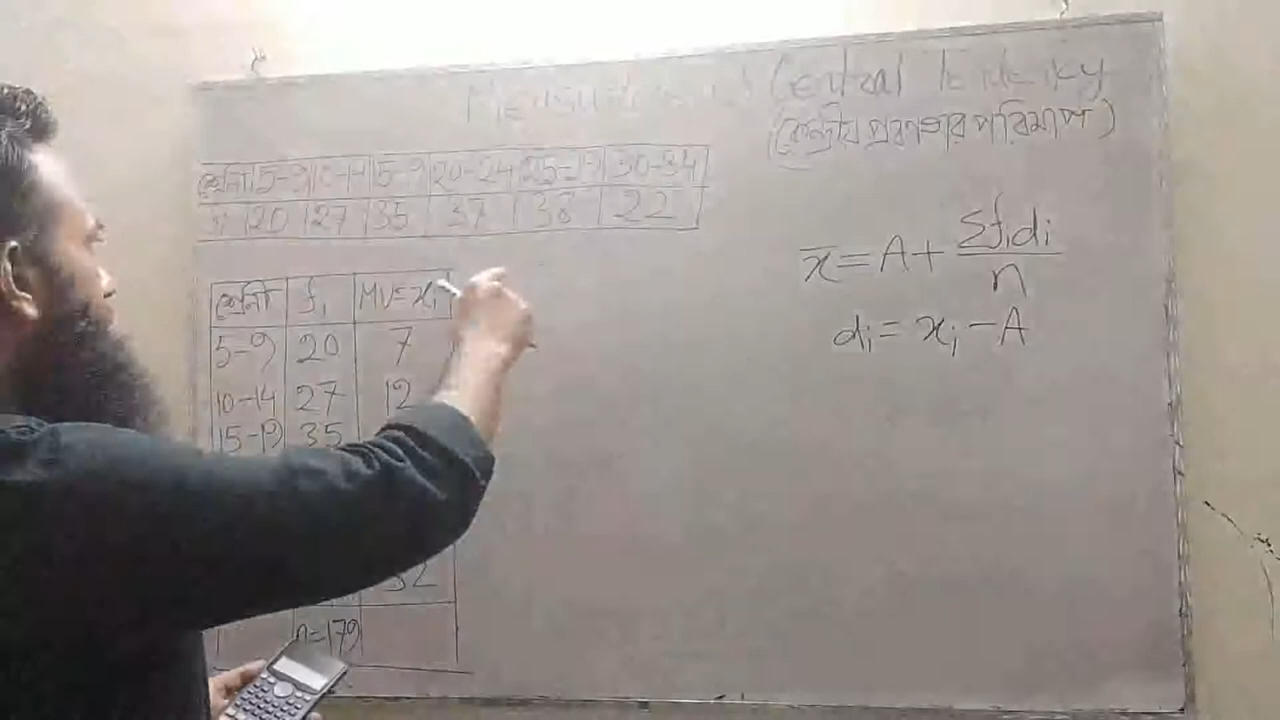 Central Tendency
(কেন্দ্রীয় প্রবণতার পরিমাপ)
শ্রেণী 5-9 10-14 15-19 20-24 25-29 30-34
20 27 35 37 38 22
x̄ = A + Σfᵢdᵢ / n
dᵢ = xᵢ - A
শ্রেণী fᵢ MV=xᵢ
5-9 20 7
10-14 27 12
15-19 35
32
n=179